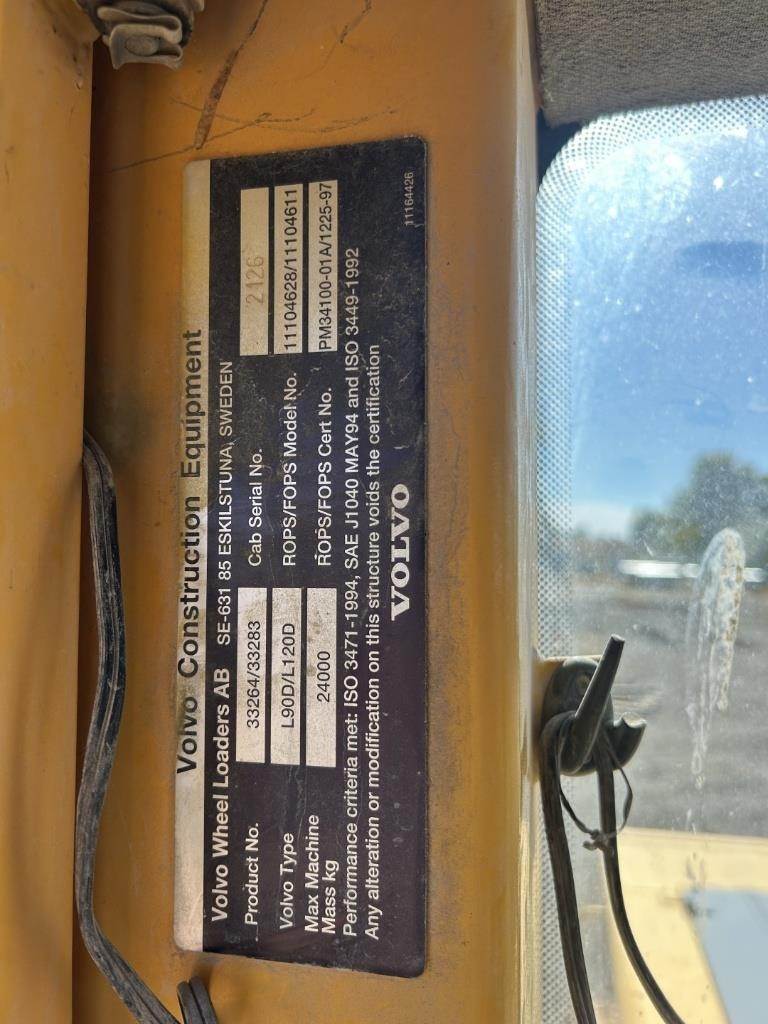 Volvo Construction Equipment
Volvo Wheel Loaders AB SE-631 85 ESKILSTUNA, SWEDEN
Product No. 33264/33283 Cab Serial No. 2126
Volvo Type L90D/L120D ROPS/FOPS Model No. 11104628/11104611
Max Machine
Mass kg 24000 ROPS/FOPS Cert No. PM34100-01A/1225-97
Performance criteria met: ISO 3471-1994, SAE J1040 MAY94 and ISO 3449-1992
Any alteration or modification on this structure voids the certification
VOLVO
11164426